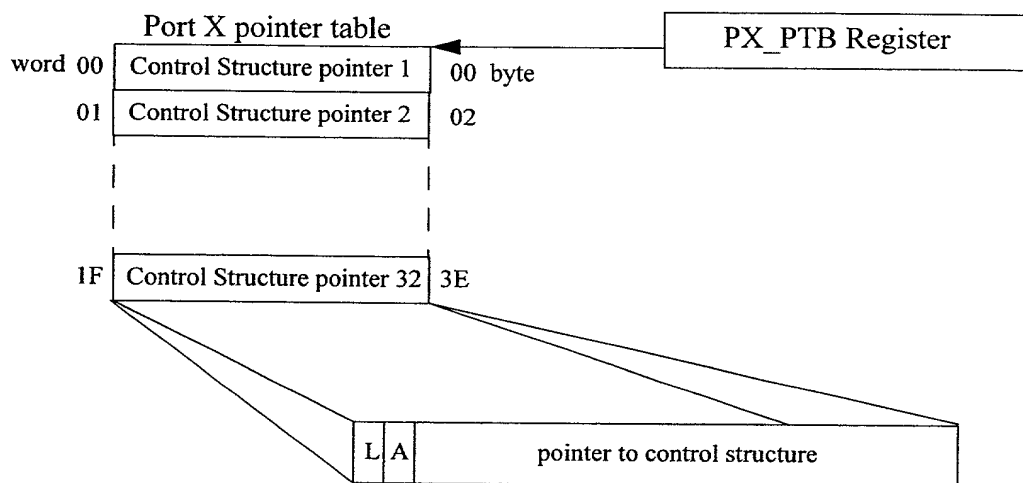 Port X pointer table
PX_PTB Register
word 00 Control Structure pointer 1 00 byte
01 Control Structure pointer 2 02
1F Control Structure pointer 32 3E
L A pointer to control structure